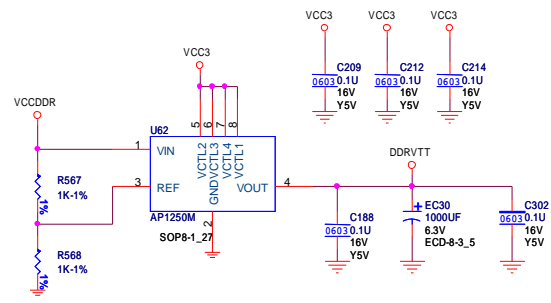 VCC3 VCC3 VCC3
C209 C212 C214
0603 0.1U 0603 0.1U 0603 0.1U
16V 16V 16V
Y5V Y5V Y5V
VCC3
VCCDDR
U62
5 6 7 8
VCTL2 VCTL3 VCTL4 VCTL1
1 VIN
3 REF
GND
VOUT 4
2
AP1250M
SOP8-1_27
R567
1K-1%
1%
R568
1K-1%
1%
DDRVTT
C188
0603 0.1U
16V
Y5V
EC30
1000UF
6.3V
ECD-8-3_5
C302
0603 0.1U
16V
Y5V